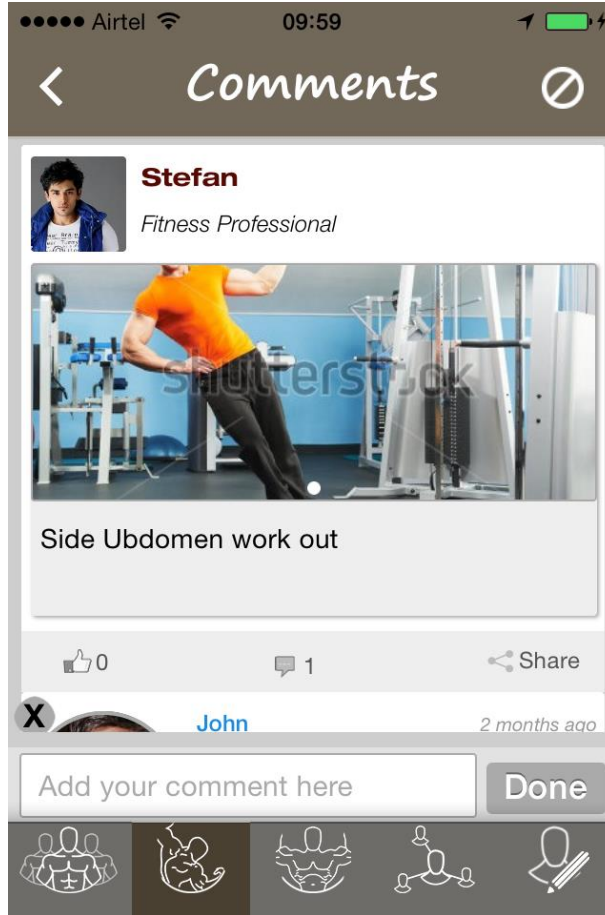 Airtel 09:59
Comments
Stefan
Fitness Professional
shutterstock
Side Ubdomen work out
0 1 Share
X John 2 months ago
Add your comment here Done